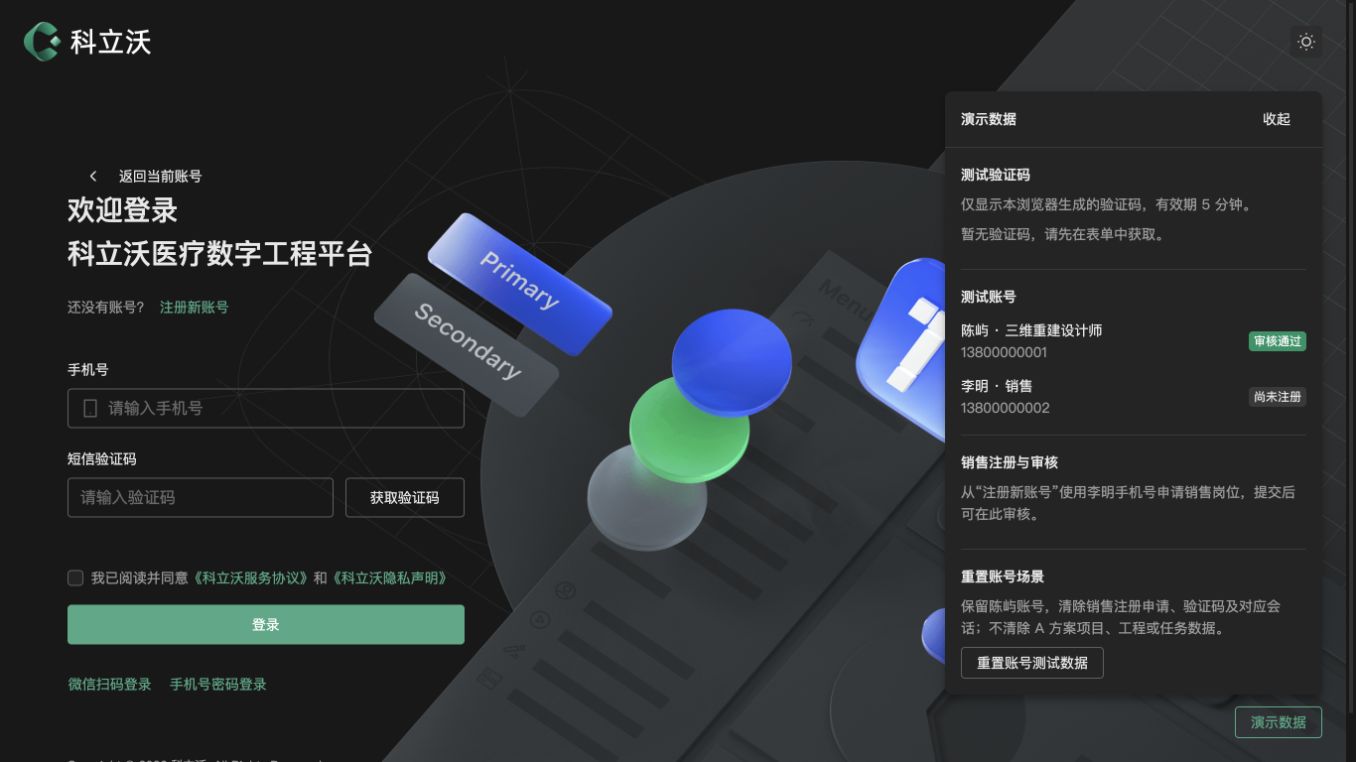 科立沃
返回当前账号
欢迎登录
科立沃医疗数字工程平台
还没有账号? 注册新账号
手机号
请输入手机号
短信验证码
请输入验证码
获取验证码
我已阅读并同意《科立沃服务协议》和《科立沃隐私声明》
登录
微信扫码登录 手机号密码登录
Primary
Secondary
Menu
演示数据
收起
测试验证码
仅显示本浏览器生成的验证码，有效期 5 分钟。
暂无验证码，请先在表单中获取。
测试账号
陈屿 · 三维重建设计师
13800000001
审核通过
李明 · 销售
13800000002
尚未注册
销售注册与审核
从“注册新账号”使用李明手机号申请销售岗位，提交后
可在此审核。
重置账号场景
保留陈屿账号，清除销售注册申请、验证码及对应会
话；不清除 A 方案项目、工程或任务数据。
重置账号测试数据
演示数据